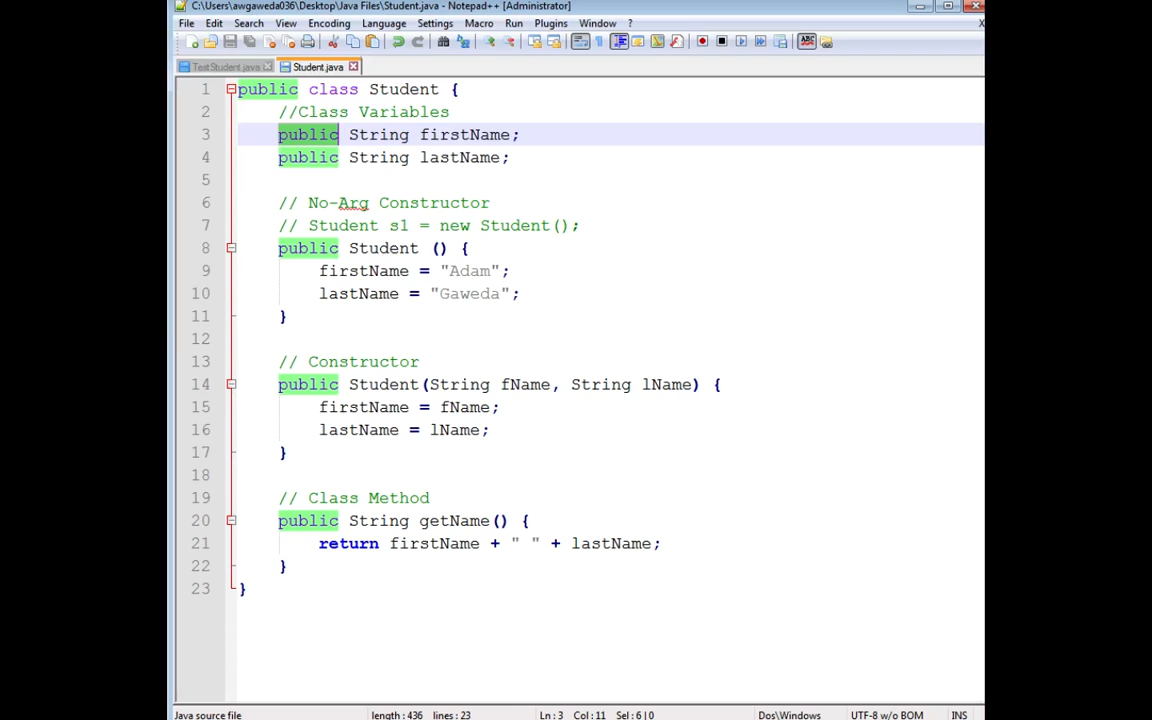 C:\Users\awgaweda036\Desktop\Java Files\Student.java - Notepad++ [Administrator]
File Edit Search View Encoding Language Settings Macro Run Plugins Window ? X
TestStudent.java Student.java
1 public class Student {
2 //Class Variables
3 public String firstName;
4 public String lastName;
5
6 // No-Arg Constructor
7 // Student s1 = new Student();
8 public Student () {
9 firstName = "Adam";
10 lastName = "Gaweda";
11 }
12
13 // Constructor
14 public Student(String fName, String lName) {
15 firstName = fName;
16 lastName = lName;
17 }
18
19 // Class Method
20 public String getName() {
21 return firstName + " " + lastName;
22 }
23 }
Java source file length : 436 lines : 23 Ln : 3 Col : 11 Sel : 6 | 0 Dos\Windows UTF-8 w/o BOM INS